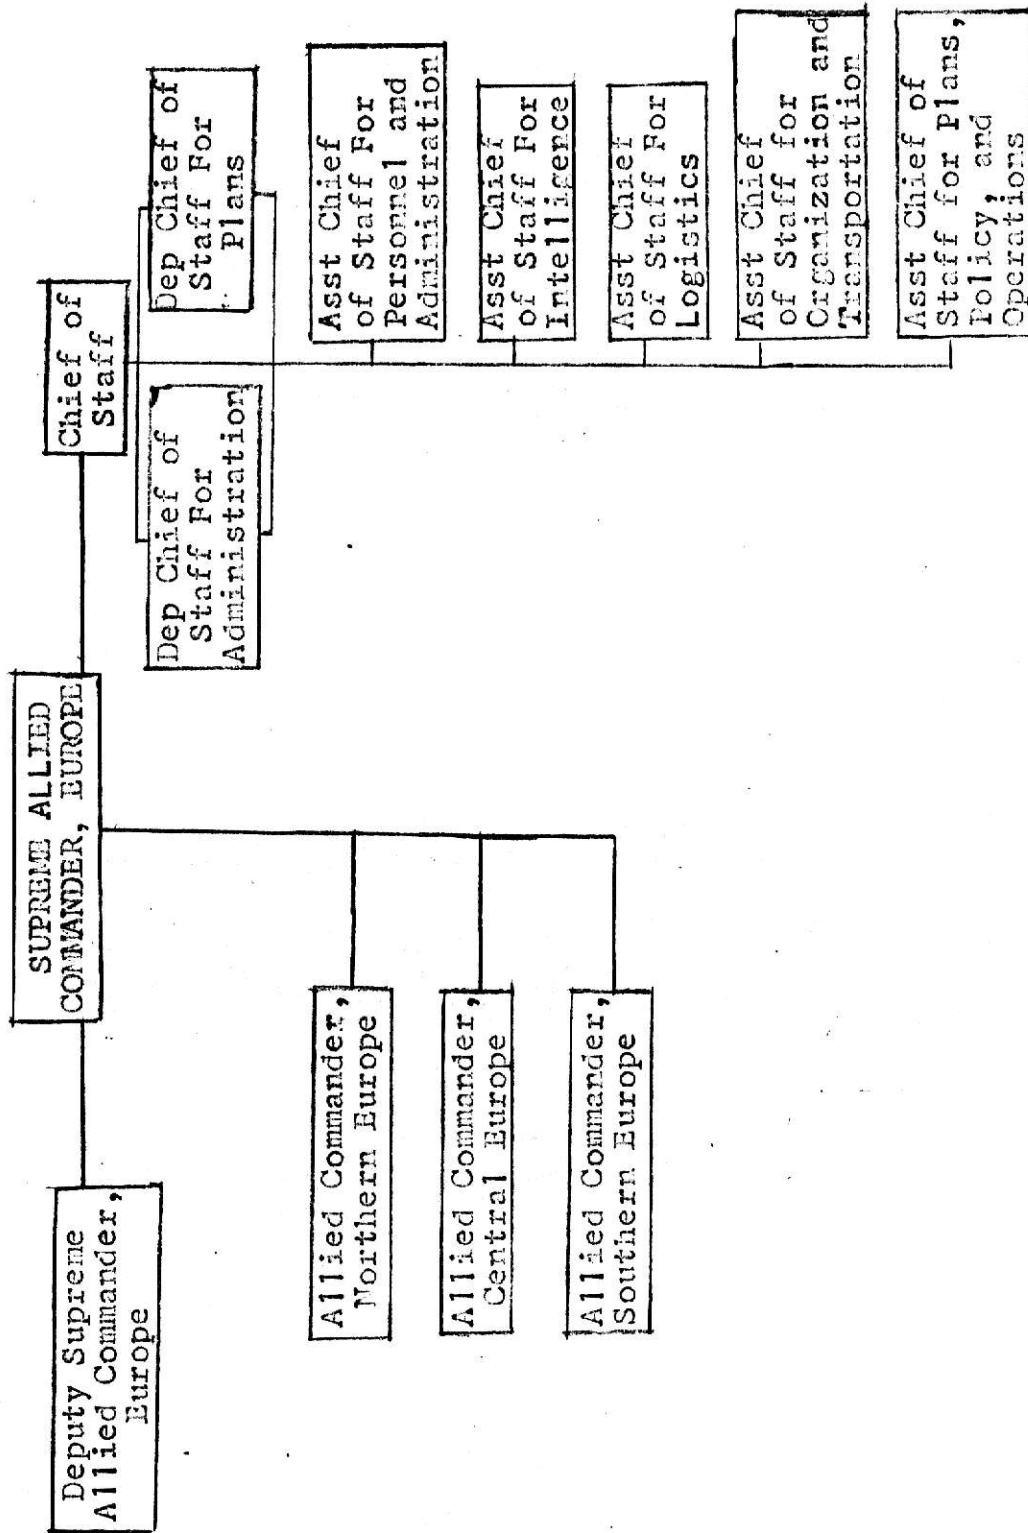 SUPREME ALLIED
COMMANDER, EUROPE
Deputy Supreme
Allied Commander,
Europe
Chief of
Staff
Dep Chief of
Staff For
Administration
Dep Chief of
Staff For
Plans
Allied Commander,
Northern Europe
Allied Commander,
Central Europe
Allied Commander,
Southern Europe
Asst Chief
of Staff For
Personnel and
Administration
Asst Chief
of Staff For
Intelligence
Asst Chief
of Staff For
Logistics
Asst Chief
of Staff for
Organization and
Transportation
Asst Chief of
Staff for Plans,
Policy, and
Operations